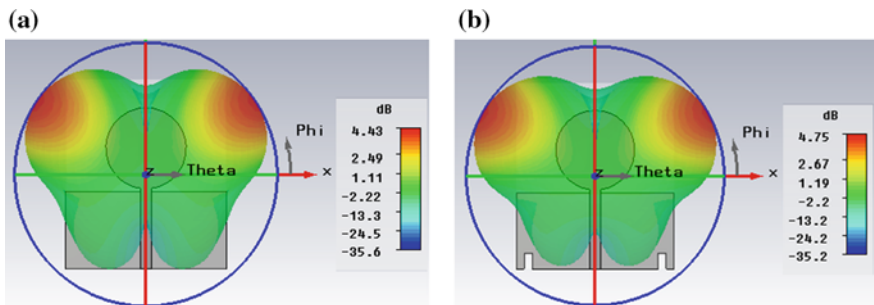 (a)
(b)
Phi
Theta
z
x
dB
4.43
2.49
1.11
-2.22
-13.3
-24.5
-35.6
Phi
Theta
z
x
dB
4.75
2.67
1.19
-2.2
-13.2
-24.2
-35.2